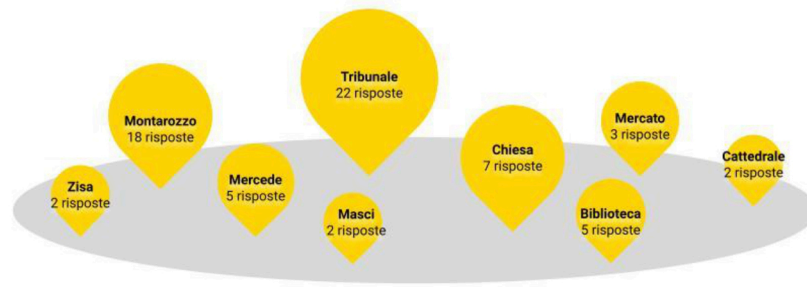 Tribunale
22 risposte
Montarozzo
18 risposte
Mercato
3 risposte
Chiesa
7 risposte
Cattedrale
2 risposte
Zisa
2 risposte
Mercede
5 risposte
Masci
2 risposte
Biblioteca
5 risposte